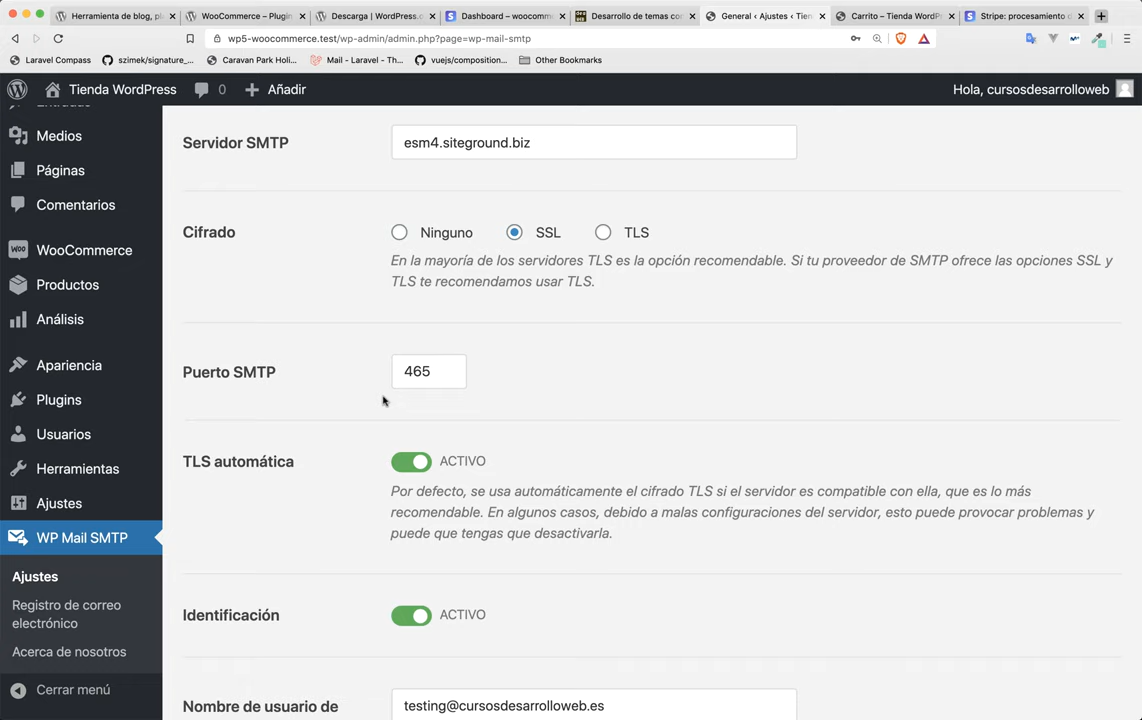 Herramienta de blog, pl
WooCommerce – Plugin
Descarga | WordPress.c
Dashboard – woocomm
Desarrollo de temas con
General ‹ Ajustes ‹ Tien
Carrito – Tienda WordPr
Stripe: procesamiento d
wp5-woocommerce.test/wp-admin/admin.php?page=wp-mail-smtp
Laravel Compass
szimek/signature_...
Caravan Park Holi...
Mail - Laravel - Th...
vuejs/composition...
Other Bookmarks
Tienda WordPress
0
Añadir
Hola, cursosdesarrolloweb
Entradas
Medios
Páginas
Comentarios
WooCommerce
Productos
Análisis
Apariencia
Plugins
Usuarios
Herramientas
Ajustes
WP Mail SMTP
Ajustes
Registro de correo
electrónico
Acerca de nosotros
Cerrar menú
Servidor SMTP
esm4.siteground.biz
Cifrado
Ninguno
SSL
TLS
En la mayoría de los servidores TLS es la opción recomendable. Si tu proveedor de SMTP ofrece las opciones SSL y
TLS te recomendamos usar TLS.
Puerto SMTP
465
TLS automática
ACTIVO
Por defecto, se usa automáticamente el cifrado TLS si el servidor es compatible con ella, que es lo más
recomendable. En algunos casos, debido a malas configuraciones del servidor, esto puede provocar problemas y
puede que tengas que desactivarla.
Identificación
ACTIVO
Nombre de usuario de
testing@cursosdesarrolloweb.es